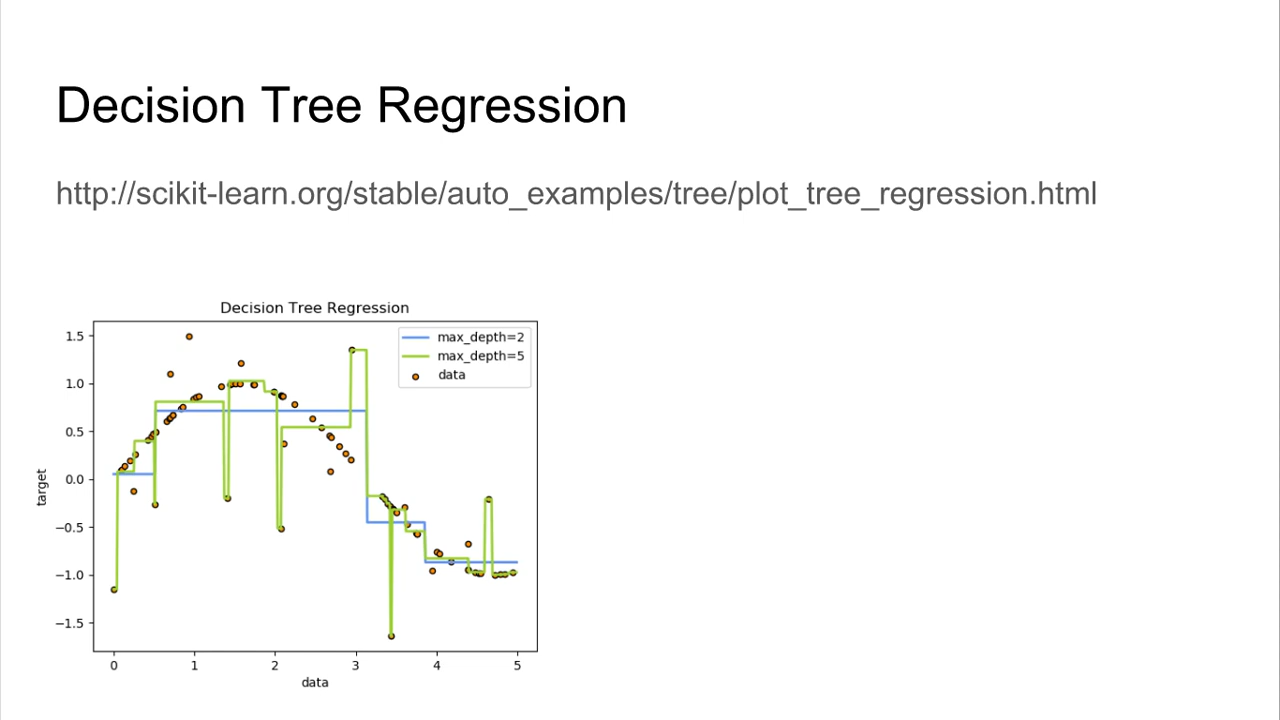 Decision Tree Regression
http://scikit-learn.org/stable/auto_examples/tree/plot_tree_regression.html
Decision Tree Regression
max_depth=2
max_depth=5
data
1.5
1.0
0.5
0.0
−0.5
−1.0
−1.5
target
0 1 2 3 4 5
data